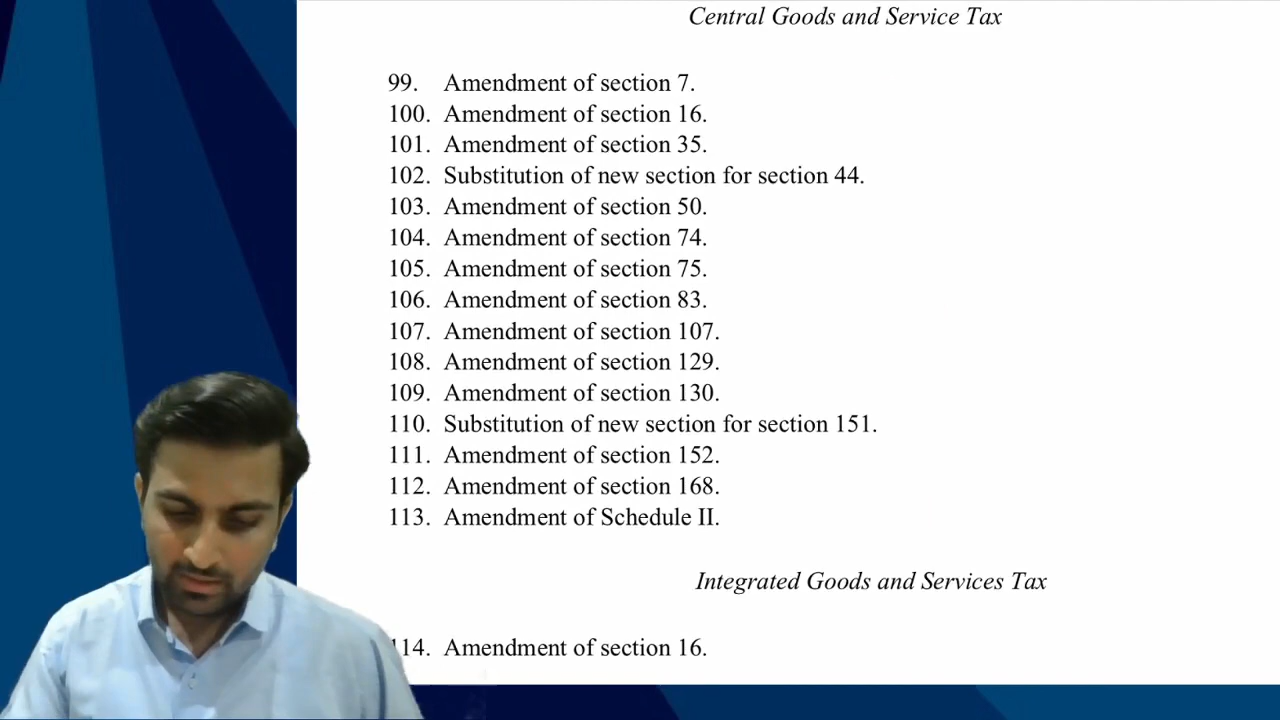 Central Goods and Service Tax
99. Amendment of section 7.
100. Amendment of section 16.
101. Amendment of section 35.
102. Substitution of new section for section 44.
103. Amendment of section 50.
104. Amendment of section 74.
105. Amendment of section 75.
106. Amendment of section 83.
107. Amendment of section 107.
108. Amendment of section 129.
109. Amendment of section 130.
110. Substitution of new section for section 151.
111. Amendment of section 152.
112. Amendment of section 168.
113. Amendment of Schedule II.
Integrated Goods and Services Tax
114. Amendment of section 16.